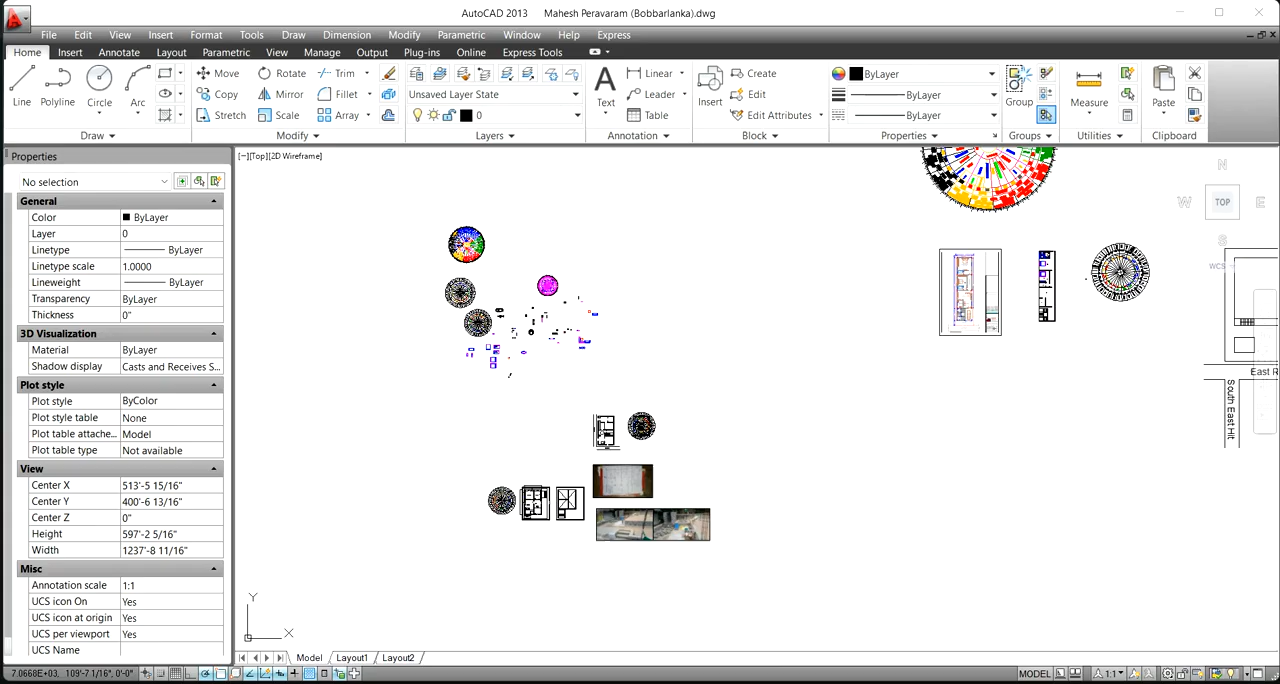 AutoCAD 2013 Mahesh Peravaram (Bobbarlanka).dwg
File Edit View Insert Format Tools Draw Dimension Modify Parametric Window Help Express
Home Insert Annotate Layout Parametric View Manage Output Plug-ins Online Express Tools
Line Polyline Circle Arc
Move Rotate Trim
Copy Mirror Fillet
Stretch Scale Array
Unsaved Layer State
0
Text
Linear
Leader
Table
Insert
Create
Edit
Edit Attributes
ByLayer
ByLayer
ByLayer
Group
Measure
Paste
Draw Modify Layers Annotation Block Properties Groups Utilities Clipboard
Properties
No selection
General
Color ByLayer
Layer 0
Linetype ByLayer
Linetype scale 1.0000
Lineweight ByLayer
Transparency ByLayer
Thickness 0"
3D Visualization
Material ByLayer
Shadow display Casts and Receives S...
Plot style
Plot style ByColor
Plot style table None
Plot table attache... Model
Plot table type Not available
View
Center X 513'-5 15/16"
Center Y 400'-6 13/16"
Center Z 0"
Height 597'-2 5/16"
Width 1237'-8 11/16"
Misc
Annotation scale 1:1
UCS icon On Yes
UCS icon at origin Yes
UCS per viewport Yes
UCS Name
[−][Top][2D Wireframe]
N
W TOP E
S
WCS
East R
South East Hit
Y
X
Model Layout1 Layout2
7.0668E+03, 109'-7 1/16", 0'-0"
MODEL
1:1